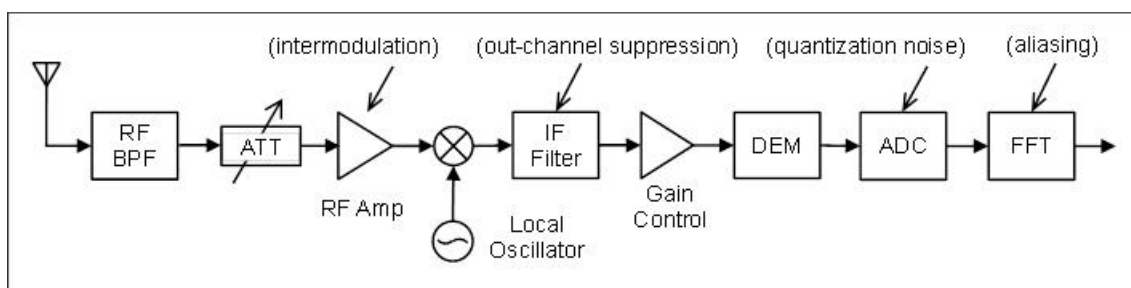 (intermodulation)
(out-channel suppression)
(quantization noise)
(aliasing)
RF
BPF
ATT
IF
Filter
DEM
ADC
FFT
RF Amp
Local
Oscillator
Gain
Control